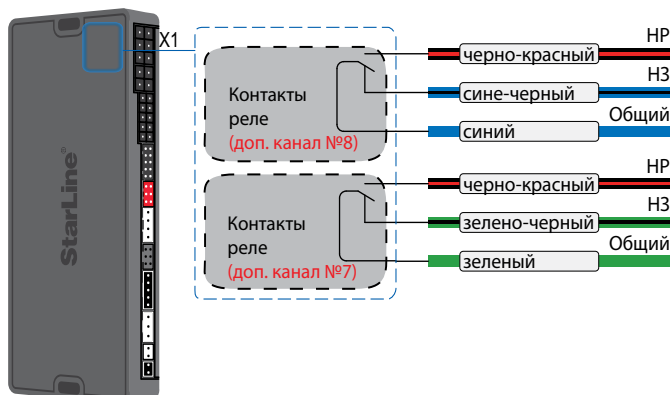 X1
StarLine®
Контакты
реле
(доп. канал №8)
черно-красный
НР
сине-черный
НЗ
синий
Общий
Контакты
реле
(доп. канал №7)
черно-красный
НР
зелено-черный
НЗ
зеленый
Общий